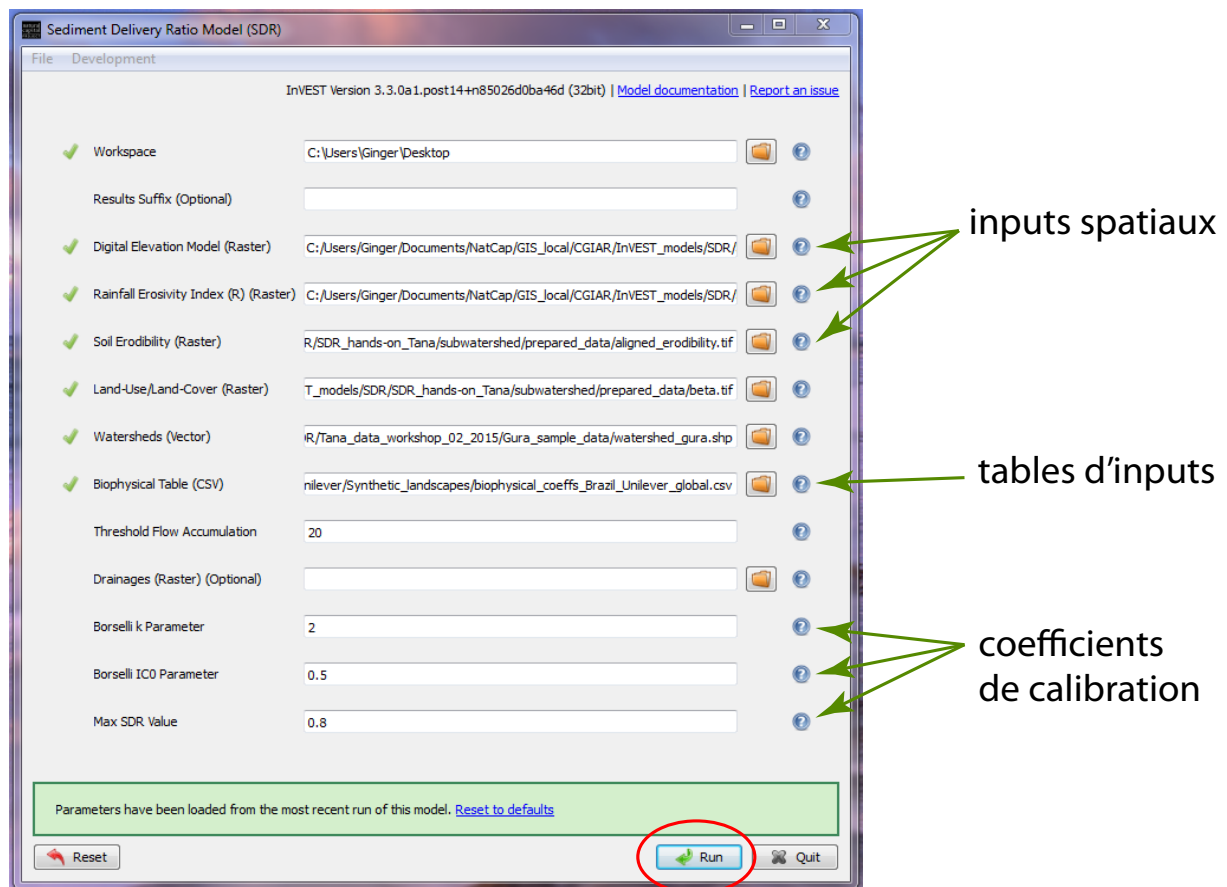 Sediment Delivery Ratio Model (SDR)
File Development
InVEST Version 3.3.0a1.post14+n85026d0ba46d (32bit) | Model documentation | Report an issue
Workspace C:\Users\Ginger\Desktop
Results Suffix (Optional)
Digital Elevation Model (Raster) C:/Users/Ginger/Documents/NatCap/GIS_local/CGIAR/InVEST_models/SDR/
Rainfall Erosivity Index (R) (Raster) C:/Users/Ginger/Documents/NatCap/GIS_local/CGIAR/InVEST_models/SDR/
Soil Erodibility (Raster) R/SDR_hands-on_Tana/subwatershed/prepared_data/aligned_erodibility.tif
Land-Use/Land-Cover (Raster) T_models/SDR/SDR_hands-on_Tana/subwatershed/prepared_data/beta.tif
Watersheds (Vector) R/Tana_data_workshop_02_2015/Gura_sample_data/watershed_gura.shp
Biophysical Table (CSV) nilever/Synthetic_landscapes/biophysical_coeffs_Brazil_Unilever_global.csv
Threshold Flow Accumulation 20
Drainages (Raster) (Optional)
Borselli k Parameter 2
Borselli IC0 Parameter 0.5
Max SDR Value 0.8
Parameters have been loaded from the most recent run of this model. Reset to defaults
Reset Run Quit
inputs spatiaux
tables d'inputs
coefficients
de calibration